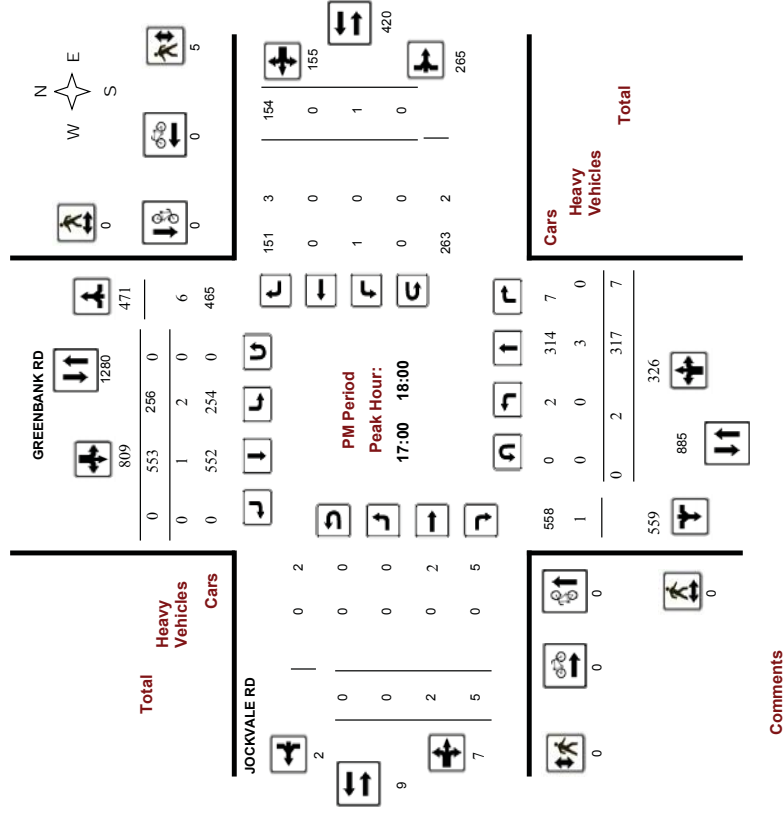 N
W E
S
0
5
0
0
GREENBANK RD
1280
809
471
0 553 256 0
0 1 2 0 6
0 552 254 0 465
Total
Heavy
Vehicles
Cars
151 3 154
0 0 0
1 0 1
0 0 0
263 2
155
420
265
PM Period
Peak Hour:
17:00 18:00
JOCKVALE RD
0 2
0 0 0
0 0 0
2 0 2
5 0 5
2
9
7
558 0 2 314 7 Cars
1 0 0 3 0 Heavy
Vehicles
0 2 317 7 Total
559
885
326
0
0
0
0
Comments